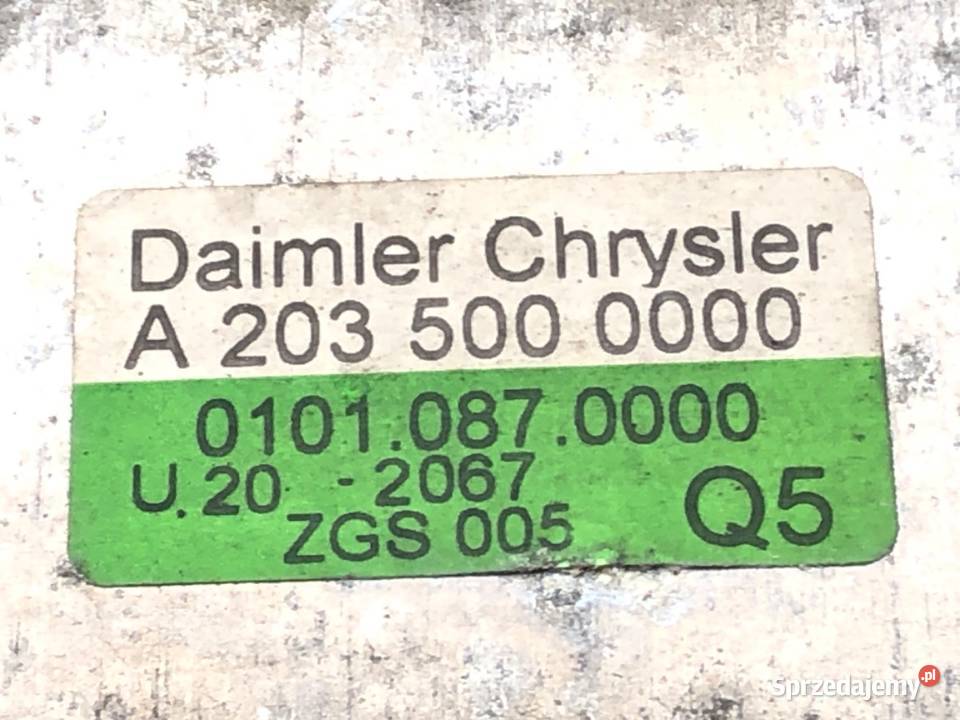 Daimler Chrysler
A 203 500 0000
0101.087.0000
U.20 - 2067
ZGS 005 Q5
Sprzedajemy.pl